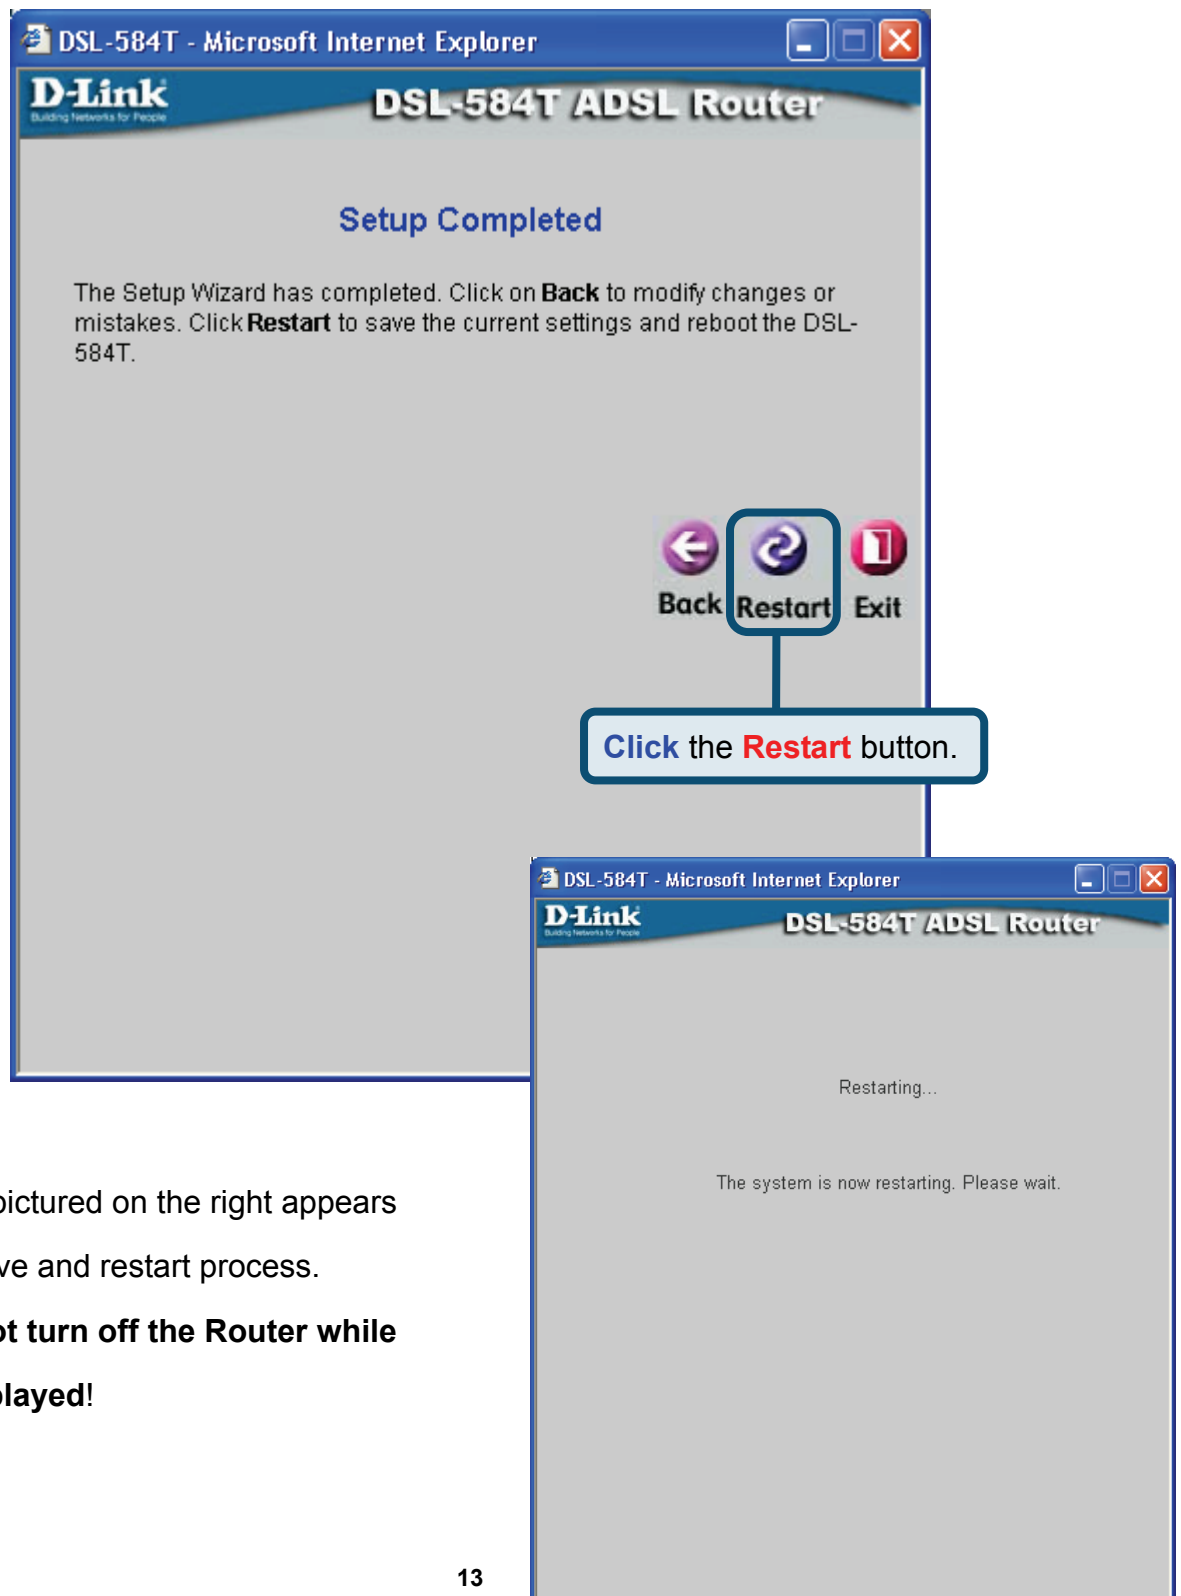 DSL-584T - Microsoft Internet Explorer
D-Link
Building Networks for People
DSL-584T ADSL Router
Setup Completed
The Setup Wizard has completed. Click on Back to modify changes or
mistakes. Click Restart to save the current settings and reboot the DSL-
584T.
Back Restart Exit
Click the Restart button.
DSL-584T - Microsoft Internet Explorer
D-Link
Building Networks for People
DSL-584T ADSL Router
Restarting...
The system is now restarting. Please wait.
pictured on the right appears
ve and restart process.
ot turn off the Router while
played!
13